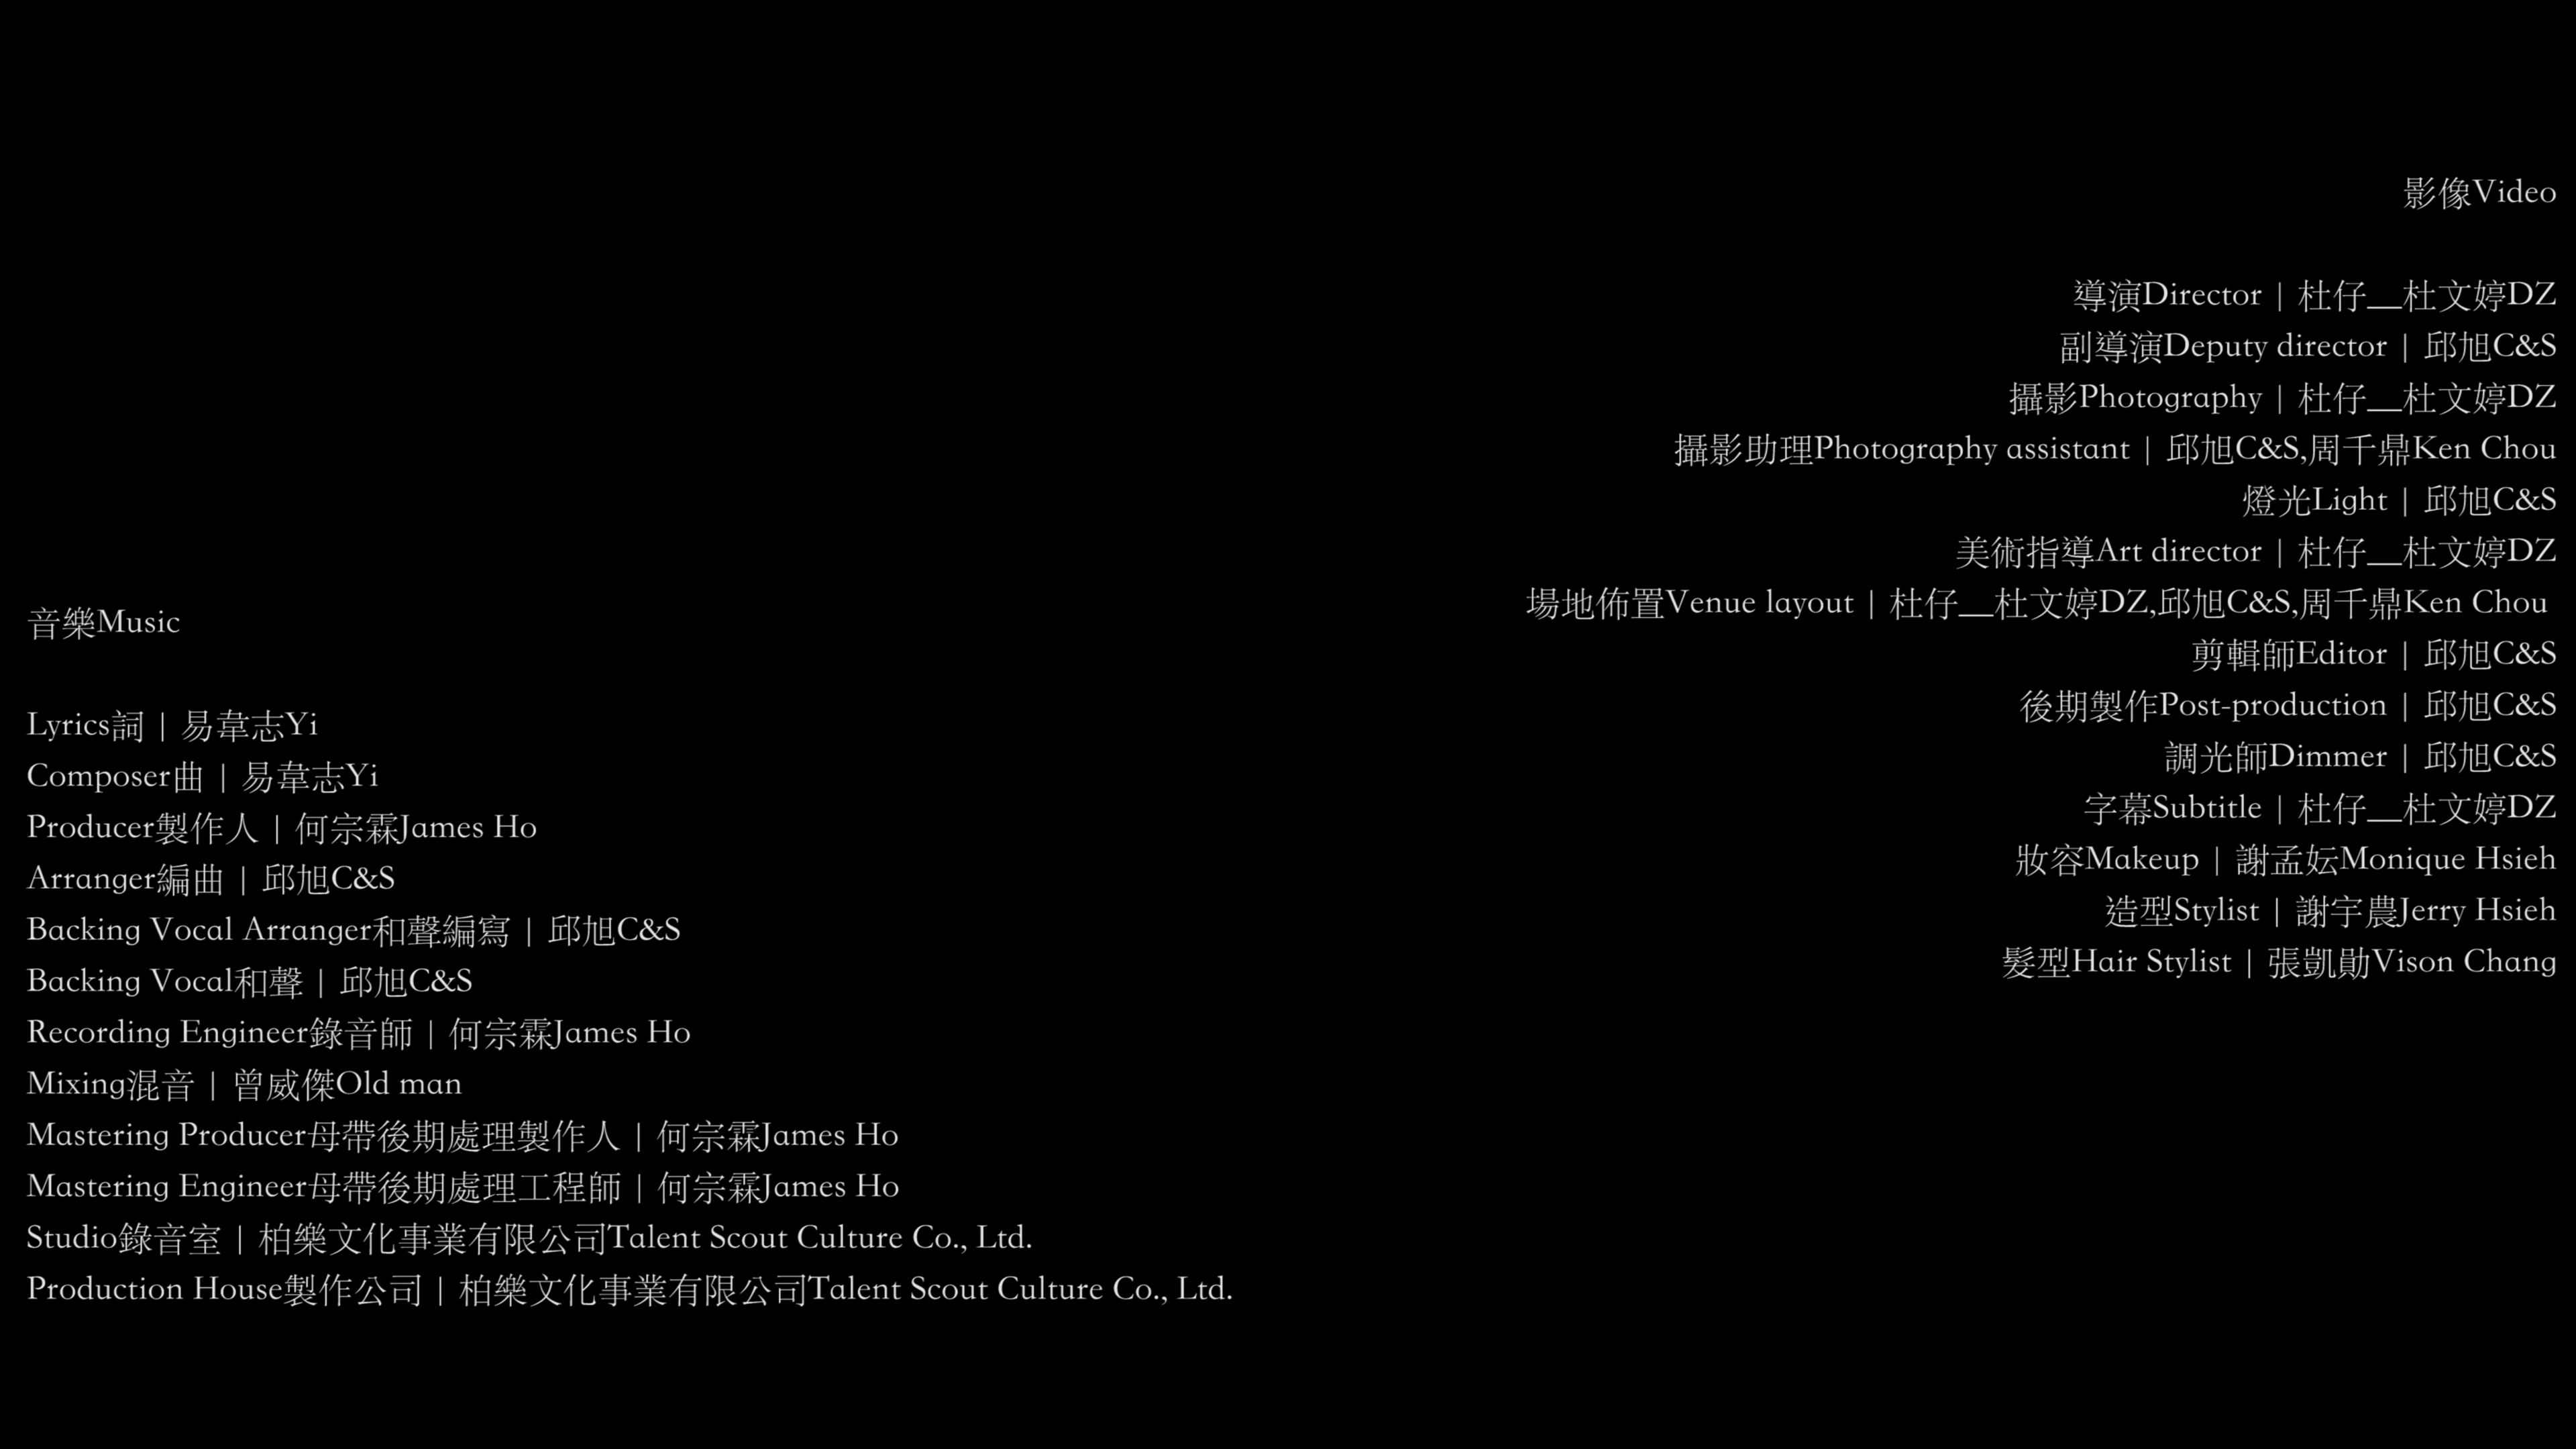 音樂Music
Lyrics詞 | 易韋志Yi
Composer曲 | 易韋志Yi
Producer製作人 | 何宗霖James Ho
Arranger編曲 | 邱旭C&S
Backing Vocal Arranger和聲編寫 | 邱旭C&S
Backing Vocal和聲 | 邱旭C&S
Recording Engineer錄音師 | 何宗霖James Ho
Mixing混音 | 曾威傑Old man
Mastering Producer母帶後期處理製作人 | 何宗霖James Ho
Mastering Engineer母帶後期處理工程師 | 何宗霖James Ho
Studio錄音室 | 柏樂文化事業有限公司Talent Scout Culture Co., Ltd.
Production House製作公司 | 柏樂文化事業有限公司Talent Scout Culture Co., Ltd.
影像Video
導演Director | 杜仔__杜文婷DZ
副導演Deputy director | 邱旭C&S
攝影Photography | 杜仔__杜文婷DZ
攝影助理Photography assistant | 邱旭C&S,周千鼎Ken Chou
燈光Light | 邱旭C&S
美術指導Art director | 杜仔__杜文婷DZ
場地佈置Venue layout | 杜仔__杜文婷DZ,邱旭C&S,周千鼎Ken Chou
剪輯師Editor | 邱旭C&S
後期製作Post-production | 邱旭C&S
調光師Dimmer | 邱旭C&S
字幕Subtitle | 杜仔__杜文婷DZ
妝容Makeup | 謝孟妘Monique Hsieh
造型Stylist | 謝宇農Jerry Hsieh
髮型Hair Stylist | 張凱勛Vison Chang